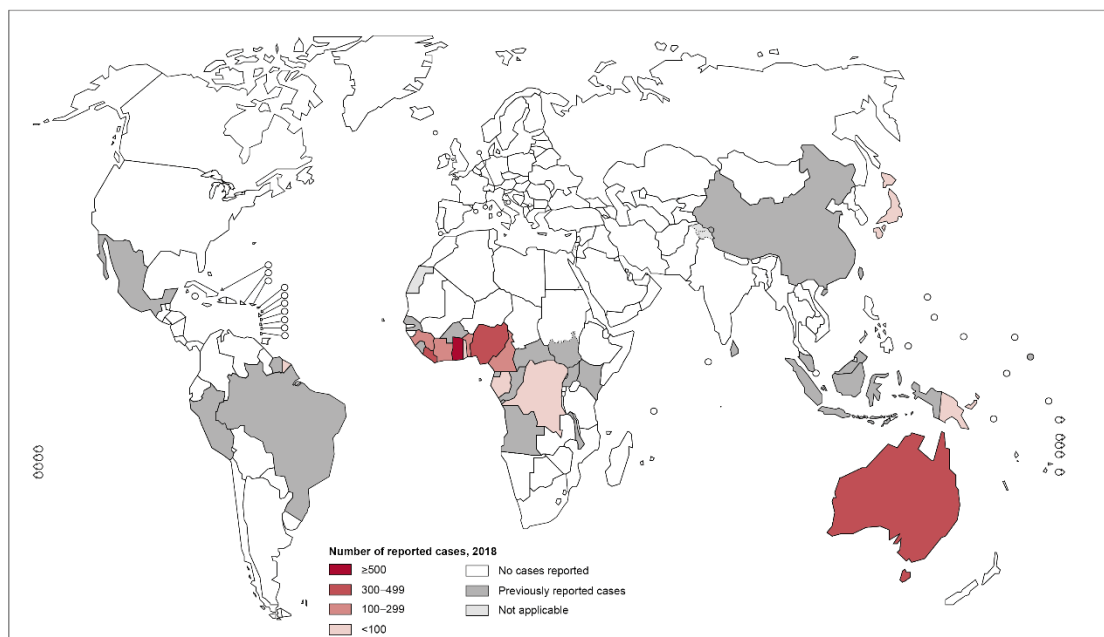 Number of reported cases, 2018
≥500
300–499
100–299
<100
No cases reported
Previously reported cases
Not applicable